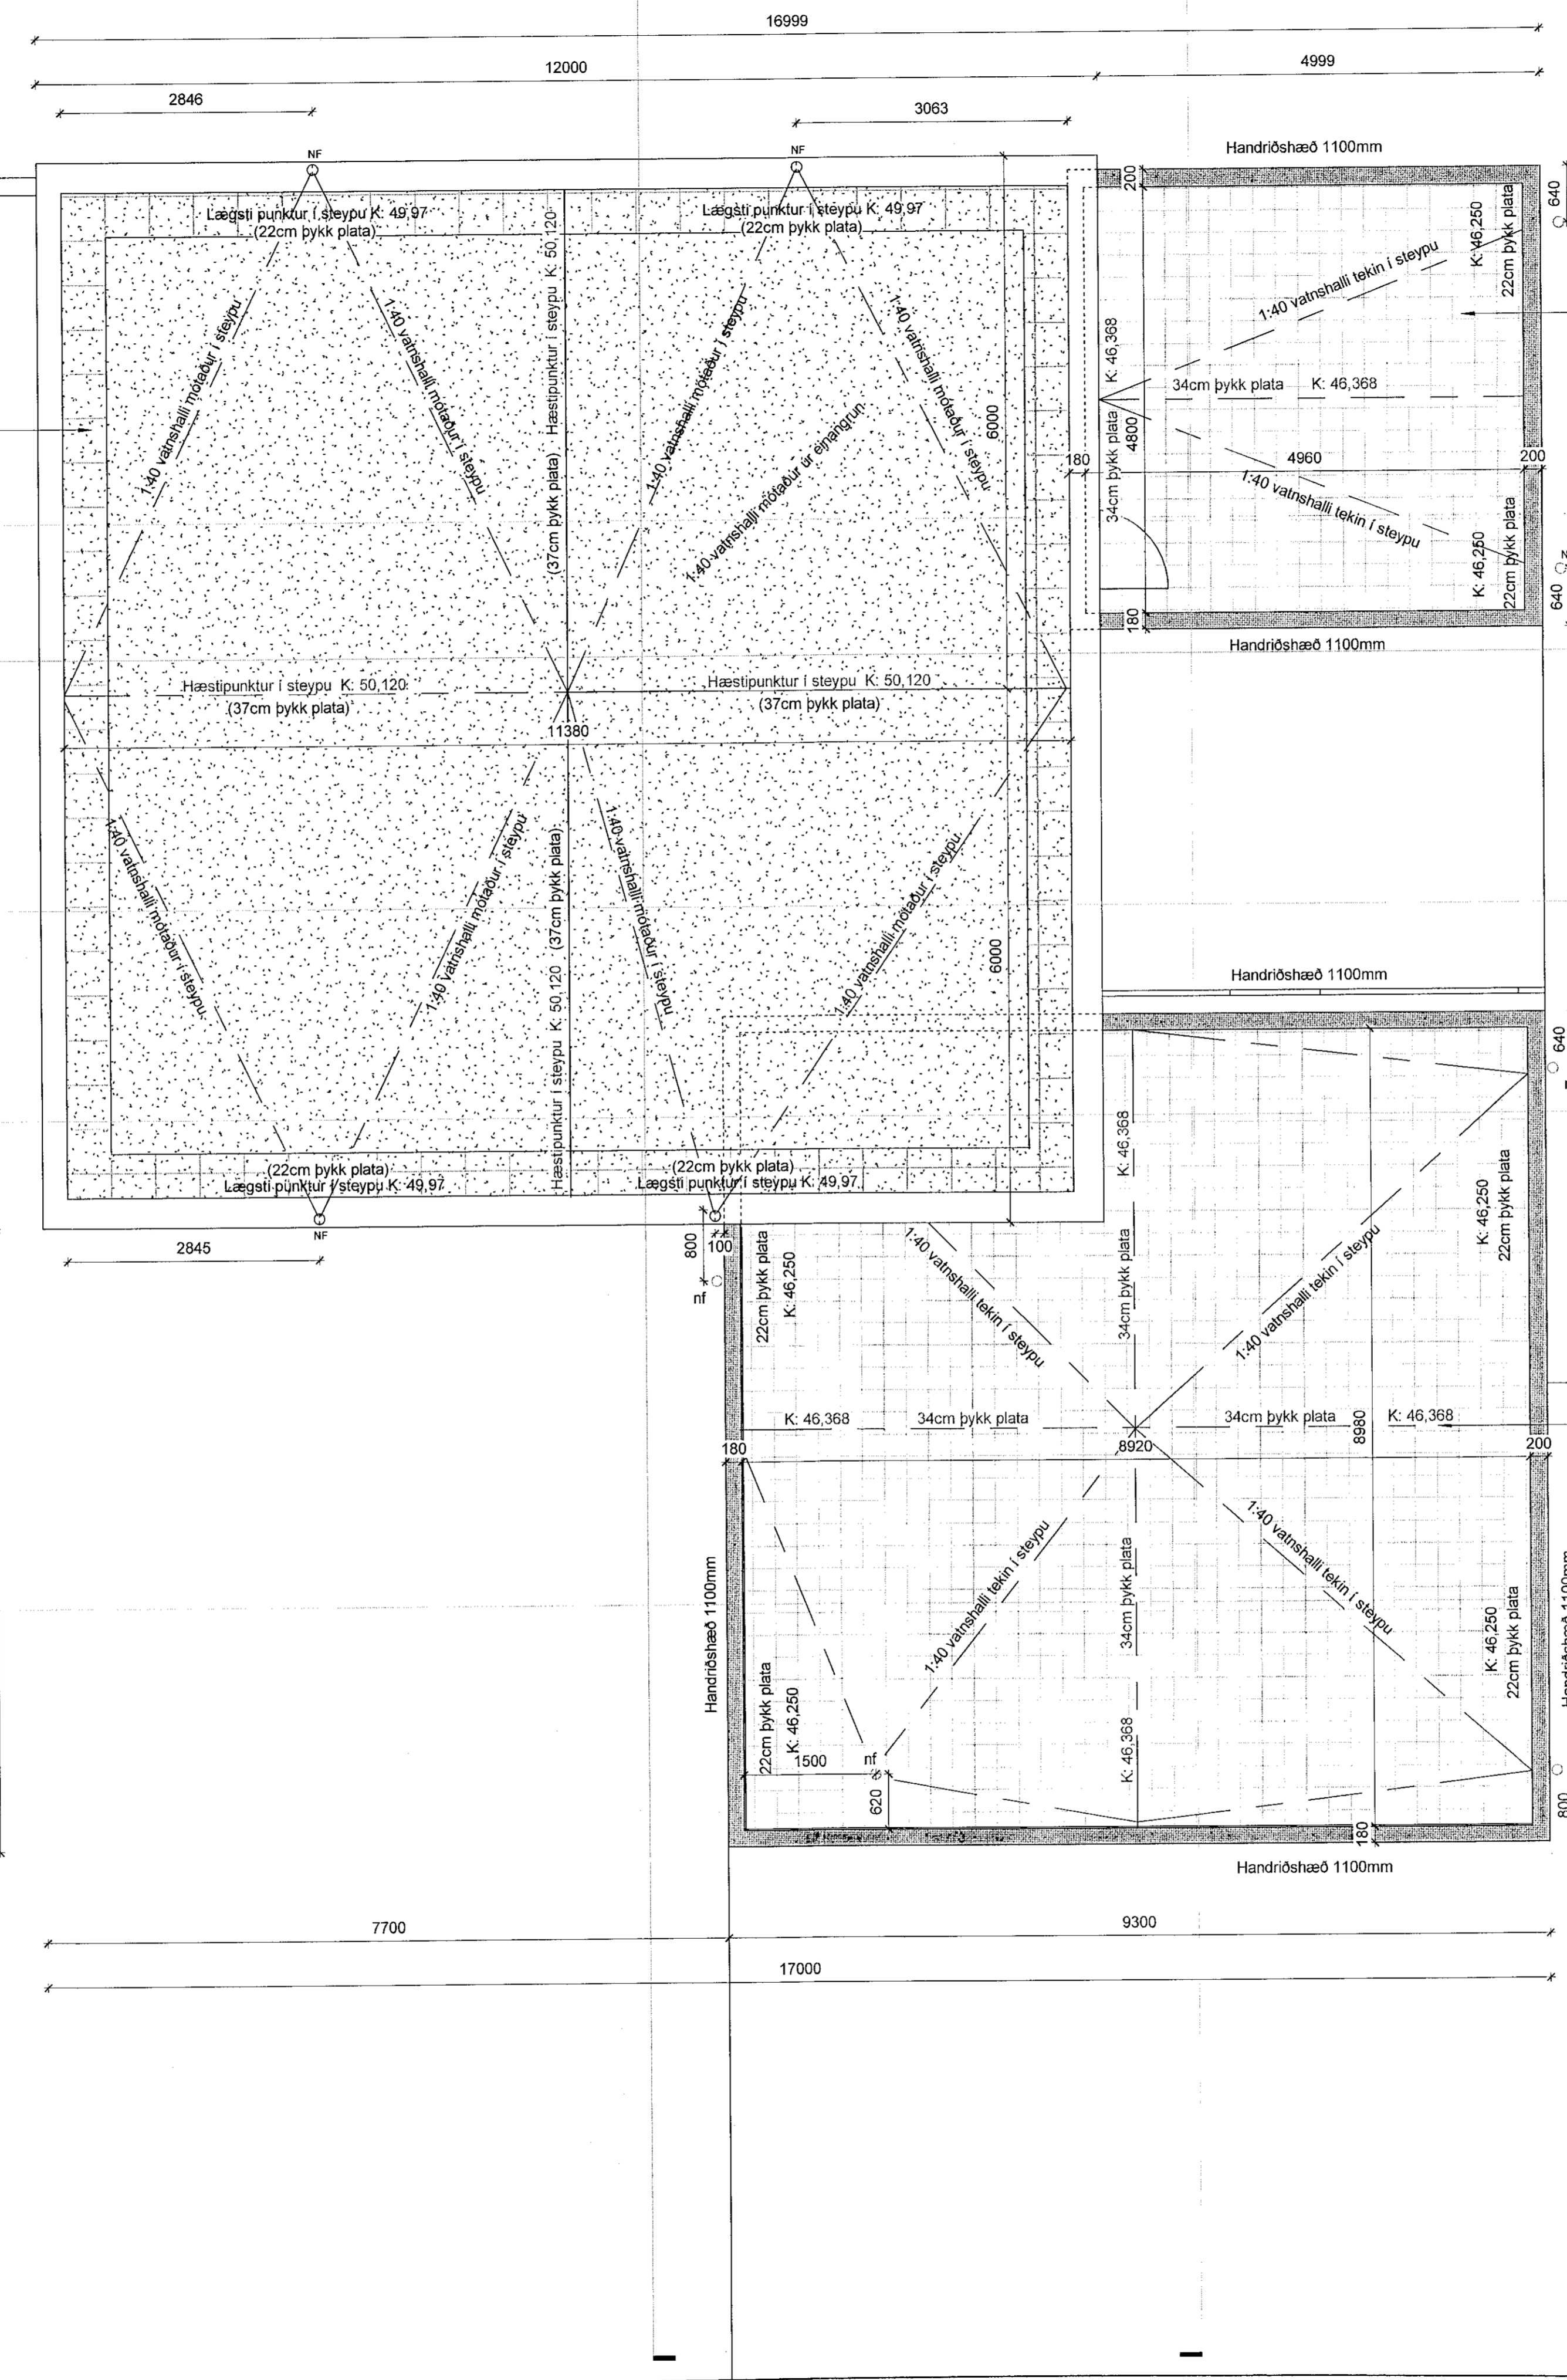 16999
12000
4999
2846
3063
NF
NF
Handriðshæð 1100mm
Lægsti punktur í steypu K: 49,97
(22cm þykk plata)
Lægsti punktur í steypu K: 49,97
(22cm þykk plata)
200
640
K: 46,250
22cm þykk plata
1:40 vatnshalli tekin í steypu
1:40 vatnshalli mótaður í steypu
1:40 vatnshalli mótaður í steypu
(37cm þykk plata) Hæstipunktur í steypu K: 50,120
1:40 vatnshalli mótaður í steypu
1:40 vatnshalli mótaður í steypu
1:40 vatnshalli mótaður úr einangrun
6000
K: 46,368
34cm þykk plata
34cm þykk plata K: 46,368
4800
180
4960
200
1:40 vatnshalli tekin í steypu
K: 46,250
22cm þykk plata
640
180
Handriðshæð 1100mm
Hæstipunktur í steypu K: 50,120
(37cm þykk plata)
Hæstipunktur í steypu K: 50,120
(37cm þykk plata)
11380
1:40 vatnshalli mótaður í steypu
1:40 vatnshalli mótaður í steypu
Hæstipunktur í steypu K: 50,120 (37cm þykk plata)
1:40 vatnshalli mótaður í steypu
1:40 vatnshalli mótaður í steypu
6000
Handriðshæð 1100mm
640
K: 46,368
34cm þykk plata
K: 46,250
22cm þykk plata
(22cm þykk plata)
Lægsti punktur í steypu K: 49,97
(22cm þykk plata)
Lægsti punktur í steypu K: 49,97
NF
2845
800
100
nf
22cm þykk plata
K: 46,250
1:40 vatnshalli tekin í steypu
1:40 vatnshalli tekin í steypu
K: 46,368
34cm þykk plata
34cm þykk plata
K: 46,368
180
8920
8980
200
1:40 vatnshalli tekin í steypu
1:40 vatnshalli tekin í steypu
34cm þykk plata
K: 46,368
Handriðshæð 1100mm
22cm þykk plata
K: 46,250
K: 46,250
22cm þykk plata
Handriðshæð 1100mm
1500
nf
620
180
800
Handriðshæð 1100mm
7700
9300
17000